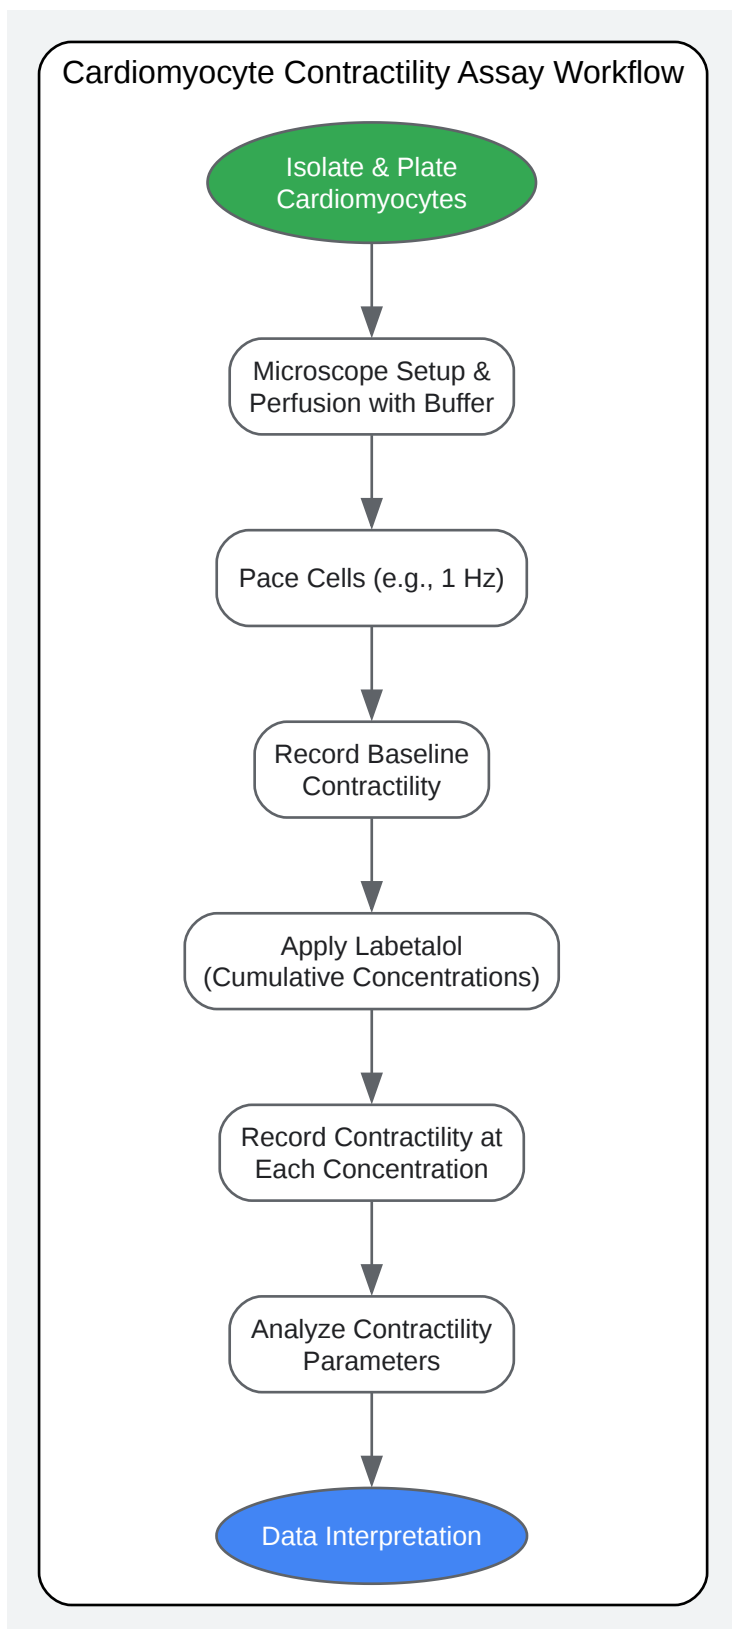 Cardiomyocyte Contractility Assay Workflow
Isolate & Plate
Cardiomyocytes
Microscope Setup &
Perfusion with Buffer
Pace Cells (e.g., 1 Hz)
Record Baseline
Contractility
Apply Labetalol
(Cumulative Concentrations)
Record Contractility at
Each Concentration
Analyze Contractility
Parameters
Data Interpretation